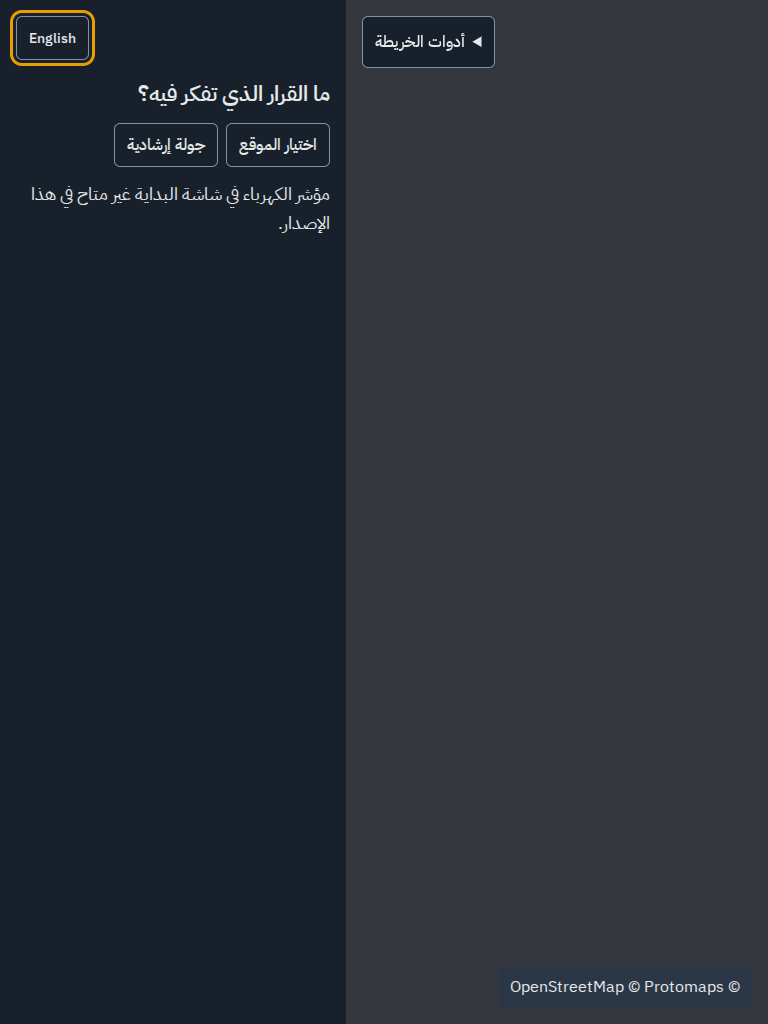 English
ما القرار الذي تفكر فيه؟
اختيار الموقع
جولة إرشادية
مؤشر الكهرباء في شاشة البداية غير متاح في هذا
الإصدار.
أدوات الخريطة
OpenStreetMap © Protomaps ©